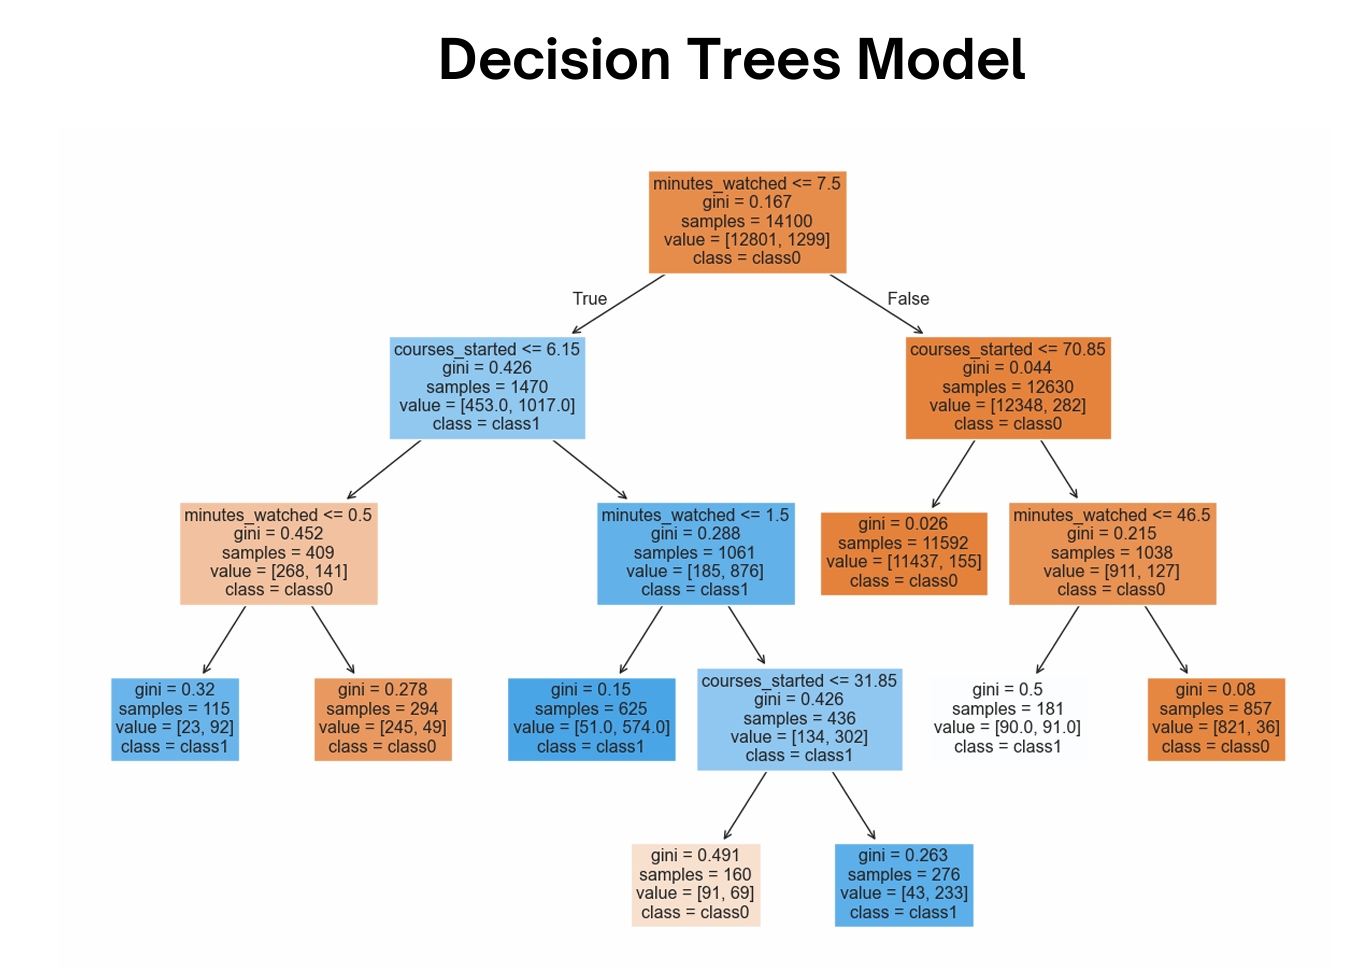 Decision Trees Model
minutes_watched <= 7.5
gini = 0.167
samples = 14100
value = [12801, 1299]
class = class0
True
False
courses_started <= 6.15
gini = 0.426
samples = 1470
value = [453.0, 1017.0]
class = class1
courses_started <= 70.85
gini = 0.044
samples = 12630
value = [12348, 282]
class = class0
minutes_watched <= 0.5
gini = 0.452
samples = 409
value = [268, 141]
class = class0
minutes_watched <= 1.5
gini = 0.288
samples = 1061
value = [185, 876]
class = class1
gini = 0.026
samples = 11592
value = [11437, 155]
class = class0
minutes_watched <= 46.5
gini = 0.215
samples = 1038
value = [911, 127]
class = class0
gini = 0.32
samples = 115
value = [23, 92]
class = class1
gini = 0.278
samples = 294
value = [245, 49]
class = class0
gini = 0.15
samples = 625
value = [51.0, 574.0]
class = class1
courses_started <= 31.85
gini = 0.426
samples = 436
value = [134, 302]
class = class1
gini = 0.5
samples = 181
value = [90.0, 91.0]
class = class1
gini = 0.08
samples = 857
value = [821, 36]
class = class0
gini = 0.491
samples = 160
value = [91, 69]
class = class0
gini = 0.263
samples = 276
value = [43, 233]
class = class1